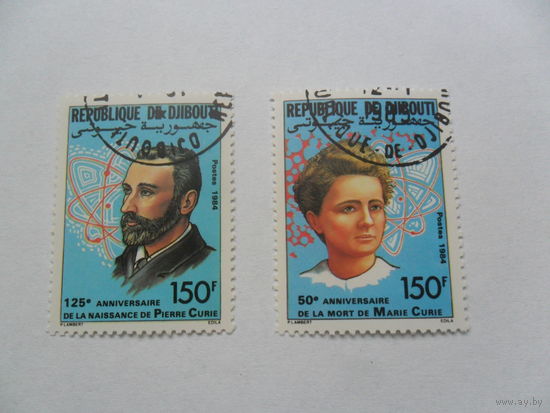 REPUBLIQUE DE DJIBOUTI
جمهورية جيبوتي
Postes 1984
150F
125e ANNIVERSAIRE
DE LA NAISSANCE DE PIERRE CURIE
P.LAMBERT EDILA
REPUBLIQUE DE DJIBOUTI
جمهورية جيبوتي
Postes 1984
150F
50e ANNIVERSAIRE
DE LA MORT DE MARIE CURIE
P.LAMBERT EDILA
www.ay.by